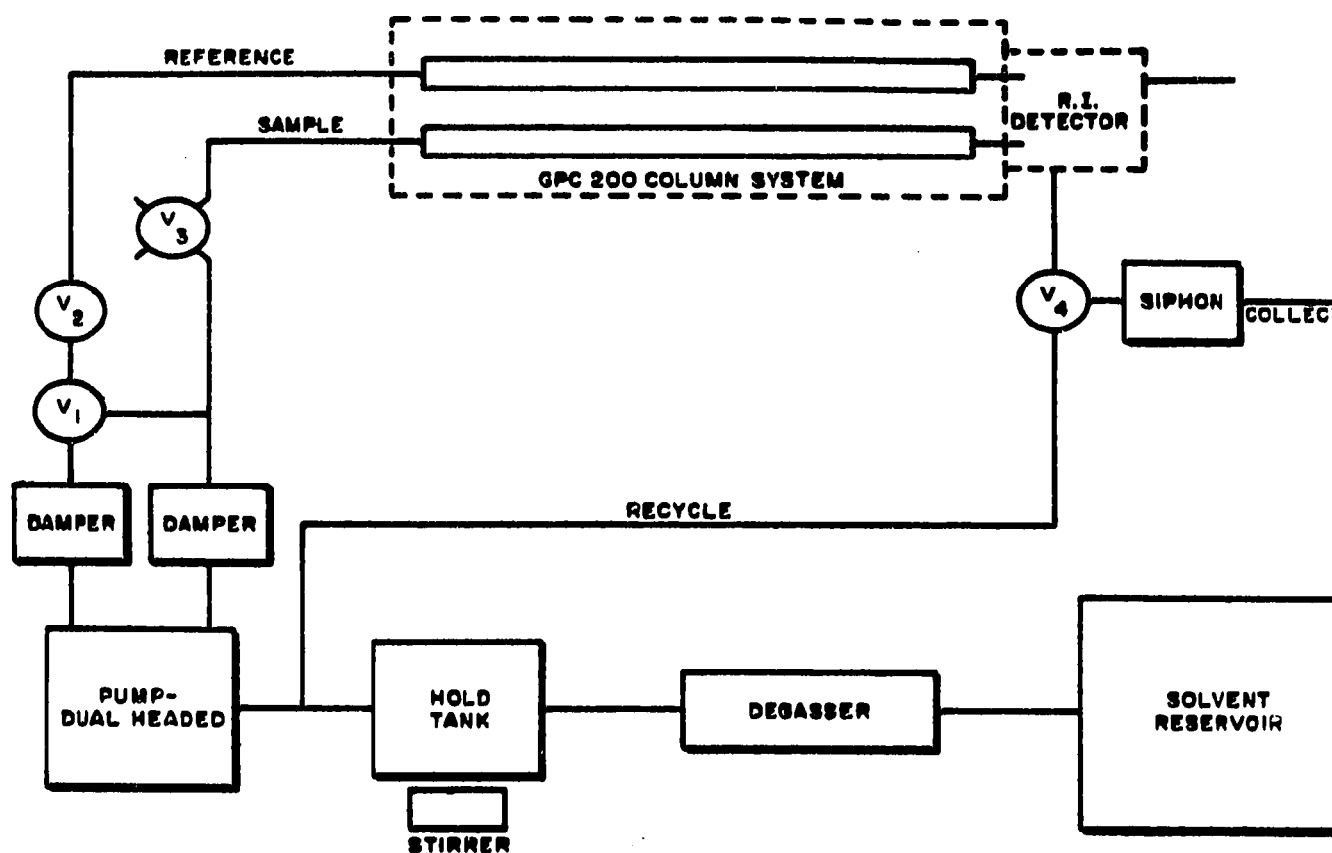 REFERENCE
SAMPLE
R.I.
DETECTOR
GPC 200 COLUMN SYSTEM
V3
V2
V4
SIPHON
COLLECT
V1
DAMPER
DAMPER
RECYCLE
PUMP-
DUAL HEADED
HOLD
TANK
DEGASSER
SOLVENT
RESERVOIR
STIRRER